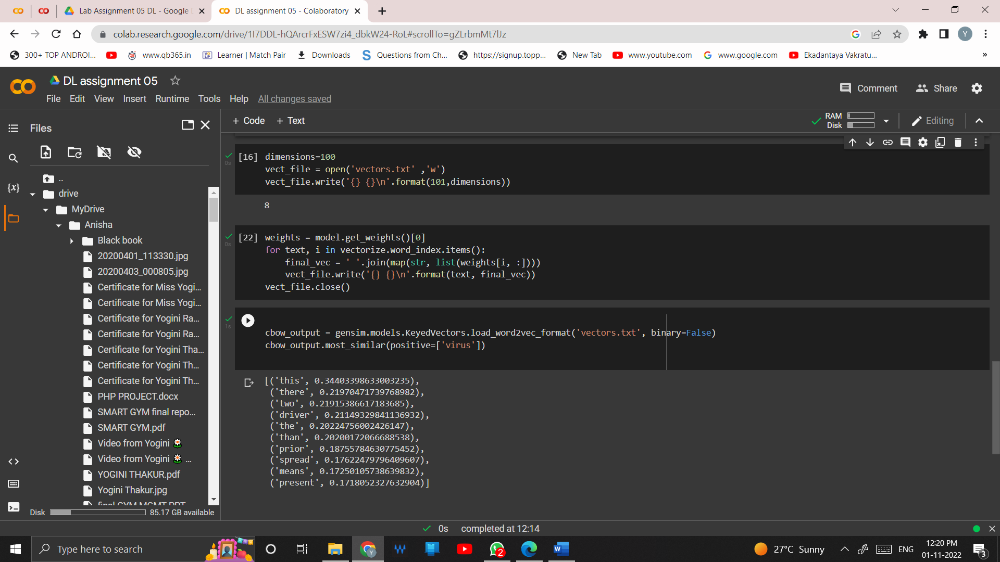 Lab Assignment 05 DL - Google
DL assignment 05 - Colaboratory
colab.research.google.com/drive/1I7DDL-hQArcrFxESW7zi4_dbkW24-RoL#scrollTo=gZLrbmMt7lJz
Y
300+ TOP ANDROI...
www.qb365.in
Learner | Match Pair
Downloads
Questions from Ch...
https://signup.topp...
New Tab
www.youtube.com
www.google.com
Ekadantaya Vakratu...
»
DL assignment 05
Comment
Share
File Edit View Insert Runtime Tools Help All changes saved
Files
+ Code + Text
RAM
Disk
Editing
{x}
..
drive
MyDrive
Anisha
Black book
20200401_113330.jpg
20200403_000805.jpg
Certificate for Miss Yogi...
Certificate for Miss Yogi...
Certificate for Yogini Ra...
Certificate for Yogini Ra...
Certificate for Yogini Tha...
Certificate for Yogini Th...
Certificate for Yogini Th...
PHP PROJECT.docx
SMART GYM final repo...
SMART GYM.pdf
Video from Yogini
Video from Yogini ...
YOGINI THAKUR.pdf
Yogini Thakur.jpg
final GYM MGMT PPT
Disk 85.17 GB available
0s
[16] dimensions=100
vect_file = open('vectors.txt' ,'w')
vect_file.write('{} {}\n'.format(101,dimensions))
8
0s
[22] weights = model.get_weights()[0]
for text, i in vectorize.word_index.items():
final_vec = ' '.join(map(str, list(weights[i, :])))
vect_file.write('{} {}\n'.format(text, final_vec))
vect_file.close()
1s
cbow_output = gensim.models.KeyedVectors.load_word2vec_format('vectors.txt', binary=False)
cbow_output.most_similar(positive=['virus'])
[('this', 0.34403398633003235),
('there', 0.21970471739768982),
('two', 0.21915386617183685),
('driver', 0.21149329841136932),
('the', 0.20224756002426147),
('than', 0.20200172066688538),
('prior', 0.18755784630775452),
('spread', 0.17622479796409607),
('means', 0.17250105738639832),
('present', 0.1718052327632904)]
0s completed at 12:14
Type here to search
2
27°C Sunny
ENG
12:20 PM
01-11-2022
3